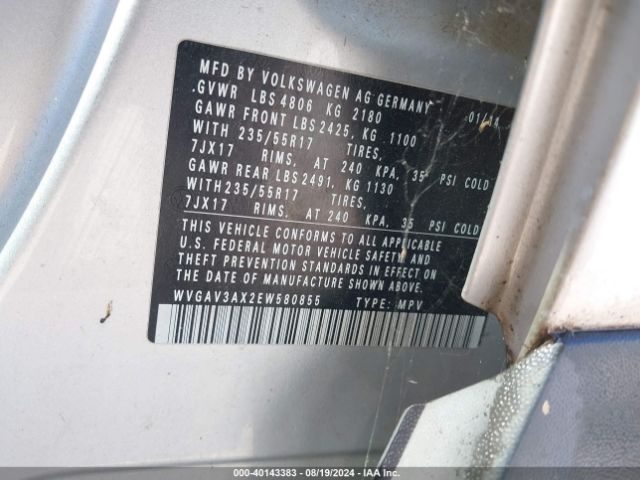 MFD BY VOLKSWAGEN AG GERMANY 01/14
.GVWR LBS 4806 KG 2180
GAWR FRONT LBS 2425, KG 1100
WITH 235/55R17 TIRES,
7JX17 RIMS, AT 240 KPA, 35 PSI COLD
GAWR REAR LBS 2491, KG 1130
WITH 235/55R17 TIRES,
7JX17 RIMS, AT 240 KPA, 35 PSI COLD
THIS VEHICLE CONFORMS TO ALL APPLICABLE
U.S. FEDERAL MOTOR VEHICLE SAFETY AND
THEFT PREVENTION STANDARDS IN EFFECT ON
THE DATE OF MANUFACTURE SHOWN ABOVE.
WVGAV3AX2EW580855 TYPE: MPV
000-40143383 - 08/19/2024 - IAA Inc.